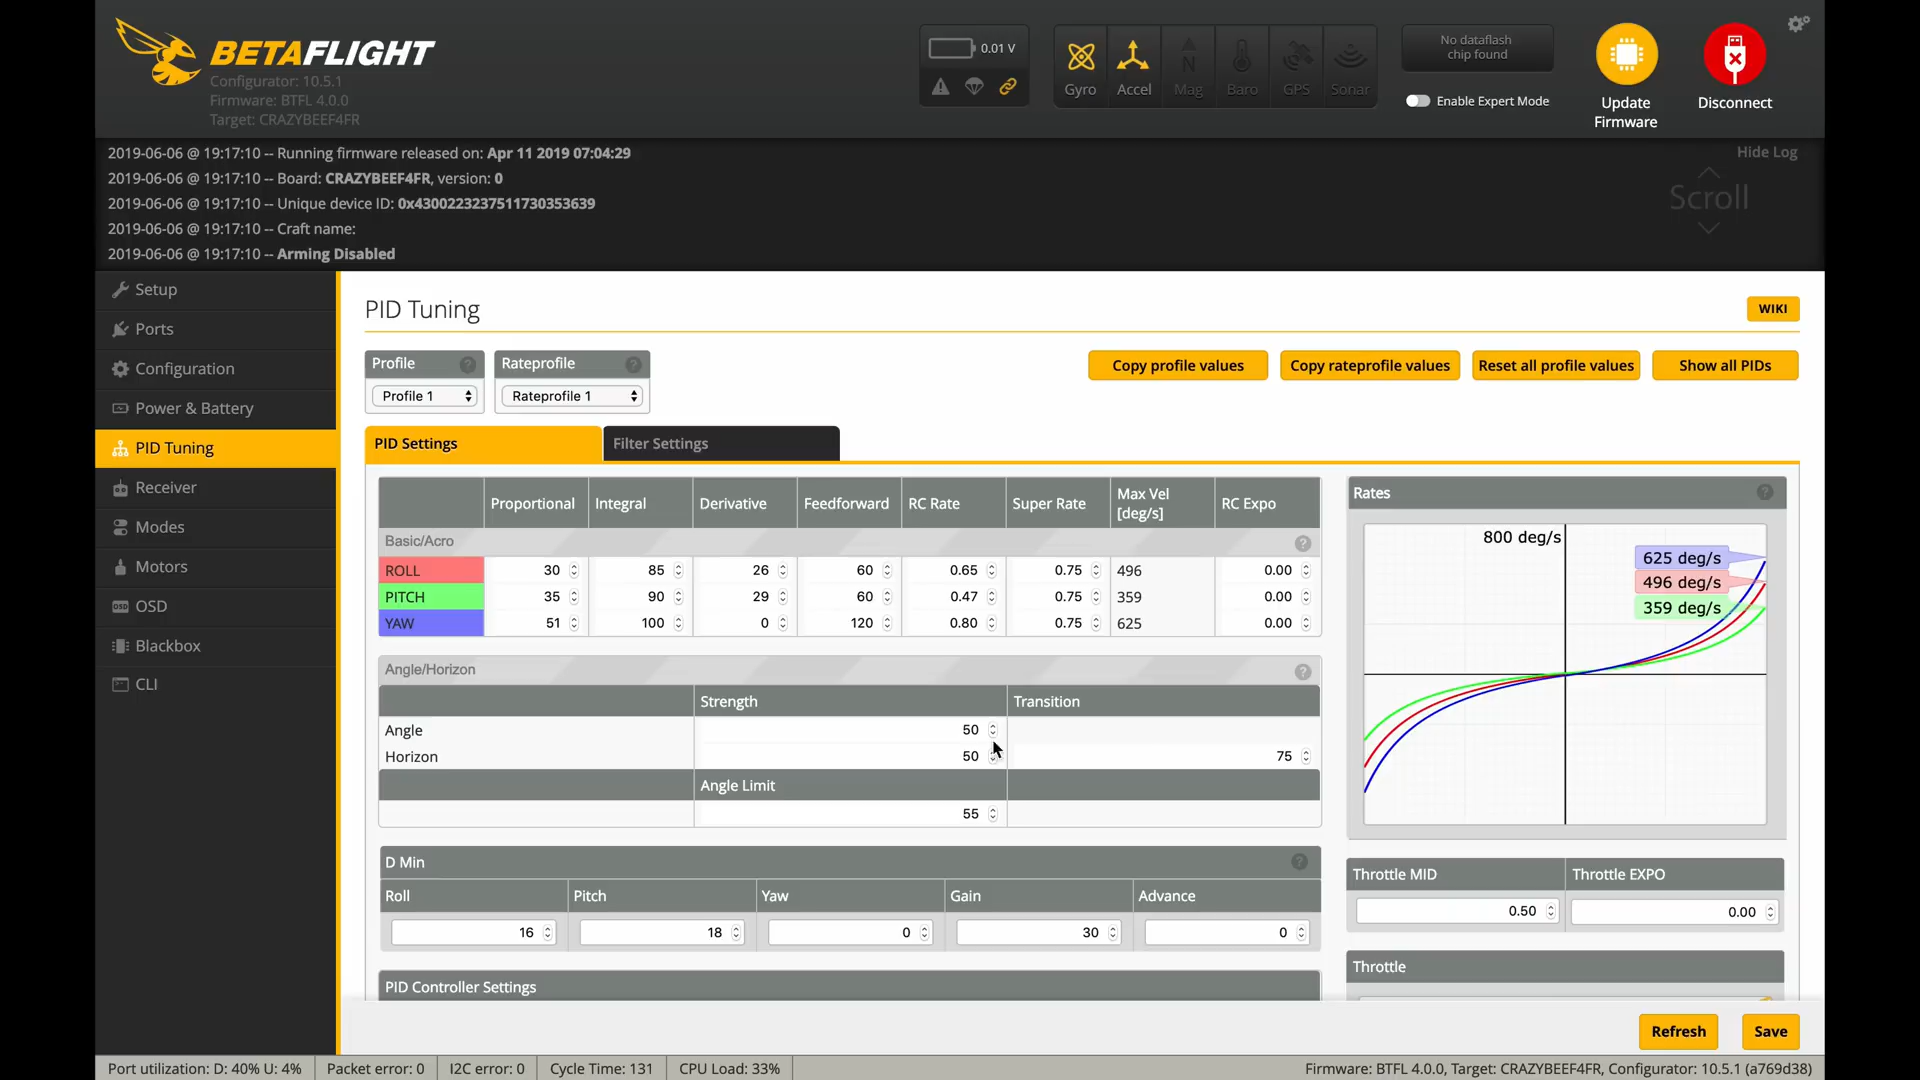 BETAFLIGHT
Configurator: 10.5.1
Firmware: BTFL 4.0.0
Target: CRAZYBEEF4FR
0.01 V
Gyro
Accel
Mag
Baro
GPS
Sonar
No dataflash
chip found
Enable Expert Mode
Update
Firmware
Disconnect
2019-06-06 @ 19:17:10 -- Running firmware released on: Apr 11 2019 07:04:29
2019-06-06 @ 19:17:10 -- Board: CRAZYBEEF4FR, version: 0
2019-06-06 @ 19:17:10 -- Unique device ID: 0x4300223237511730353639
2019-06-06 @ 19:17:10 -- Craft name:
2019-06-06 @ 19:17:10 -- Arming Disabled
Hide Log
Scroll
Setup
Ports
Configuration
Power & Battery
PID Tuning
Receiver
Modes
Motors
OSD
Blackbox
CLI
PID Tuning
WIKI
Profile
Profile 1
Rateprofile
Rateprofile 1
Copy profile values
Copy rateprofile values
Reset all profile values
Show all PIDs
PID Settings
Filter Settings
Proportional Integral Derivative Feedforward RC Rate Super Rate Max Vel [deg/s] RC Expo
Basic/Acro
ROLL 30 85 26 60 0.65 0.75 496 0.00
PITCH 35 90 29 60 0.47 0.75 359 0.00
YAW 51 100 0 120 0.80 0.75 625 0.00
Angle/Horizon
Strength Transition
Angle 50
Horizon 50 75
Angle Limit
55
D Min
Roll Pitch Yaw Gain Advance
16 18 0 30 0
PID Controller Settings
Rates
800 deg/s
625 deg/s
496 deg/s
359 deg/s
Throttle MID Throttle EXPO
0.50 0.00
Throttle
Refresh
Save
Port utilization: D: 40% U: 4% Packet error: 0 I2C error: 0 Cycle Time: 131 CPU Load: 33% Firmware: BTFL 4.0.0, Target: CRAZYBEEF4FR, Configurator: 10.5.1 (a769d38)